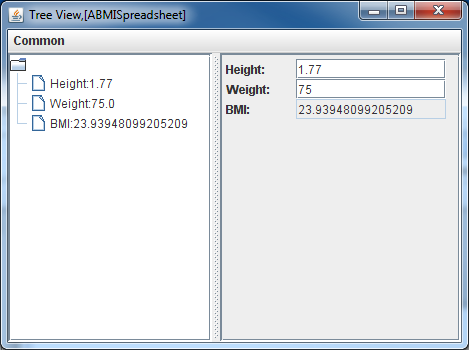 Tree View,[ABMISpreadsheet]
Common
Height:1.77
Weight:75.0
BMI:23.93948099205209
Height: 1.77
Weight: 75
BMI: 23.93948099205209